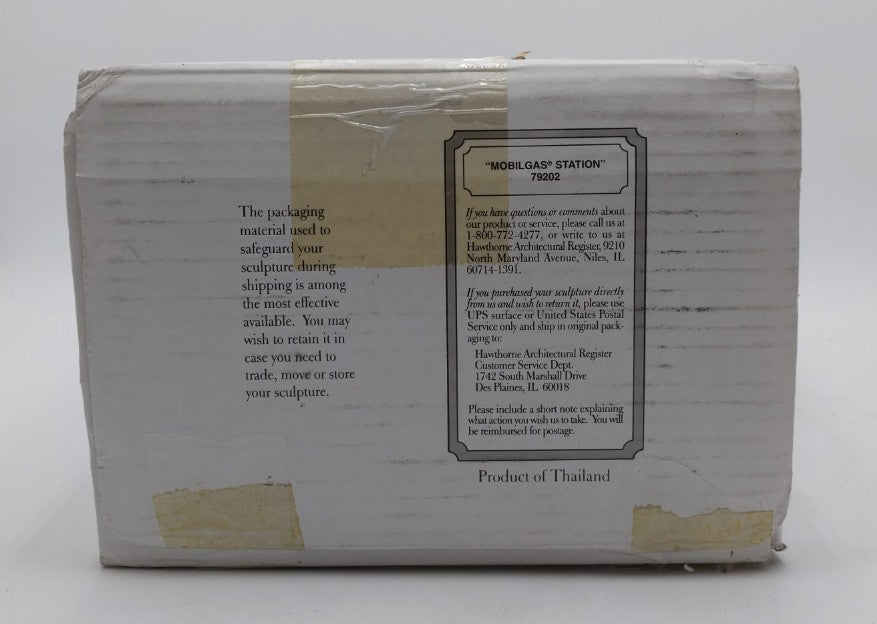 The packaging
material used to
safeguard your
sculpture during
shipping is among
the most effective
available. You may
wish to retain it in
case you need to
trade, move or store
your sculpture.
"MOBILGAS® STATION"
79202
If you have questions or comments about
our product or service, please call us at
1-800-772-4277, or write to us at
Hawthorne Architectural Register, 9210
North Maryland Avenue, Niles, IL
60714-1391.
If you purchased your sculpture directly
from us and wish to return it, please use
UPS surface or United States Postal
Service only and ship in original pack-
aging to:
Hawthorne Architectural Register
Customer Service Dept.
1742 South Marshall Drive
Des Plaines, IL 60018
Please include a short note explaining
what action you wish us to take. You will
be reimbursed for postage.
Product of Thailand